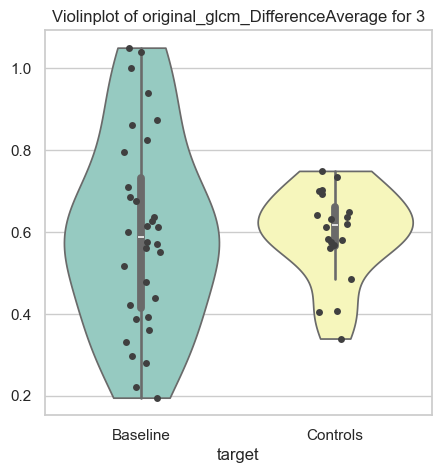 Violinplot of original_glcm_DifferenceAverage for 3
1.0
0.8
0.6
0.4
0.2
Baseline Controls
target